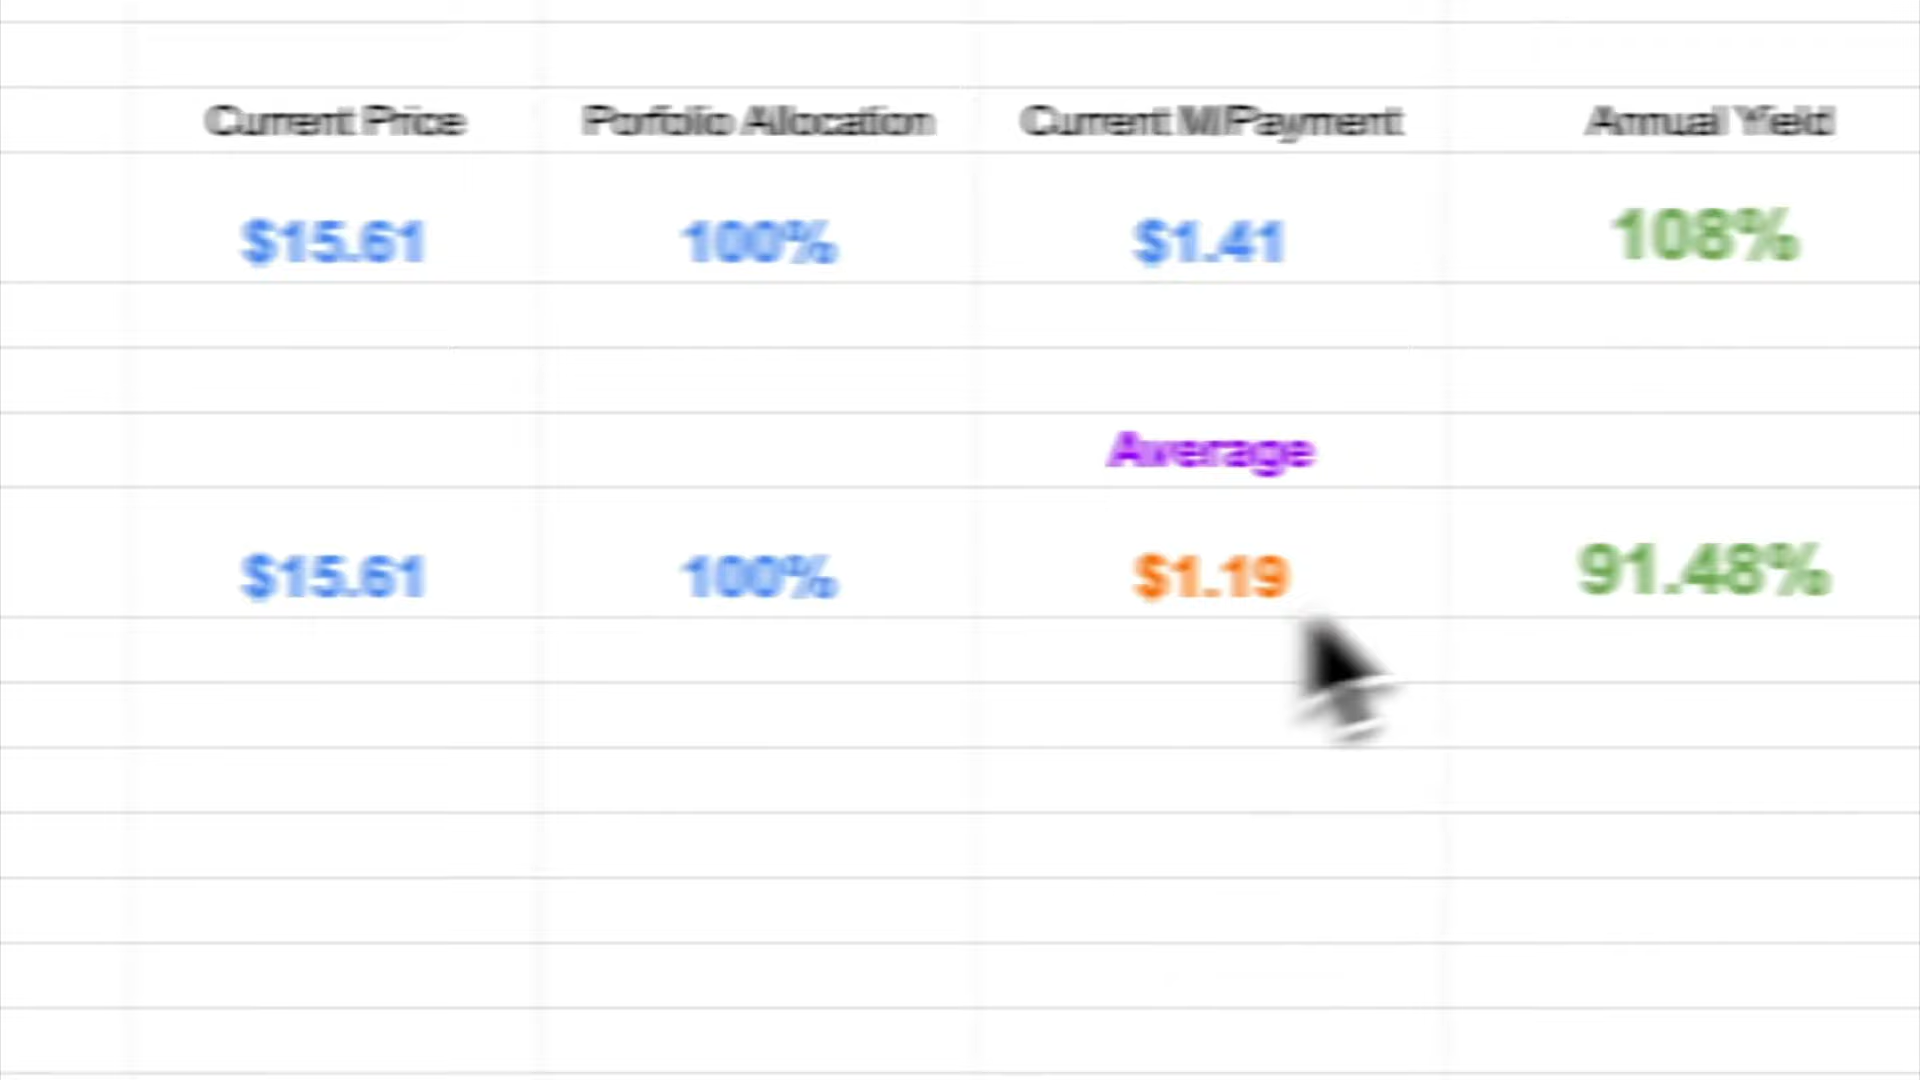 Current Price Porfolio Allocation Current M/Payment Annual Yield
$15.61 100% $1.41 108%
Average
$15.61 100% $1.19 91.48%